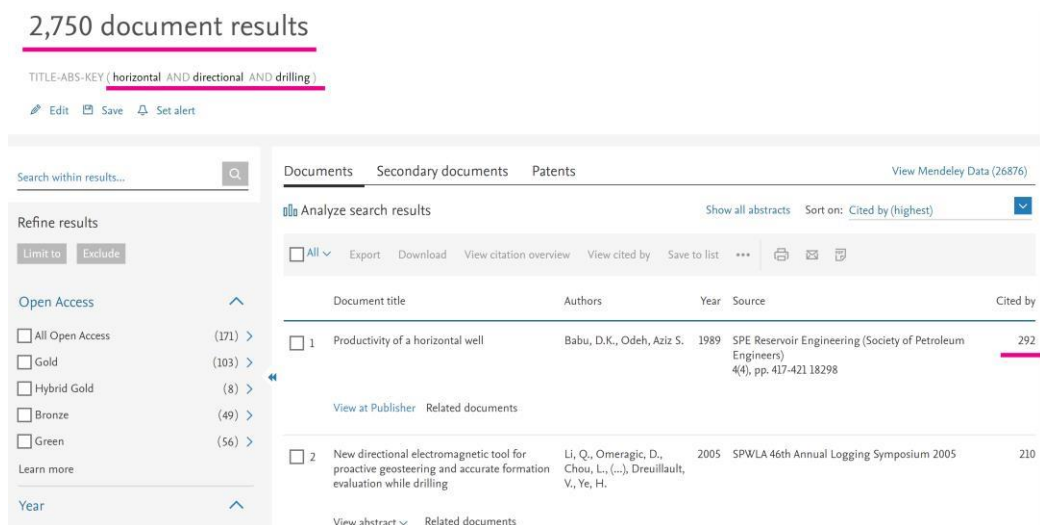 2,750 document results
TITLE-ABS-KEY ( horizontal AND directional AND drilling )
Edit Save Set alert
Search within results...
Refine results
Limit to Exclude
Open Access
All Open Access (171)
Gold (103)
Hybrid Gold (8)
Bronze (49)
Green (56)
Learn more
Year
Documents Secondary documents Patents View Mendeley Data (26876)
Analyze search results Show all abstracts Sort on: Cited by (highest)
All Export Download View citation overview View cited by Save to list •••
Document title Authors Year Source Cited by
1 Productivity of a horizontal well Babu, D.K., Odeh, Aziz S. 1989 SPE Reservoir Engineering (Society of Petroleum 292
Engineers)
4(4), pp. 417-421 18298
View at Publisher Related documents
2 New directional electromagnetic tool for Li, Q., Omeragic, D., 2005 SPWLA 46th Annual Logging Symposium 2005 210
proactive geosteering and accurate formation Chou, L., (...), Dreuillault,
evaluation while drilling V., Ye, H.
View abstract Related documents